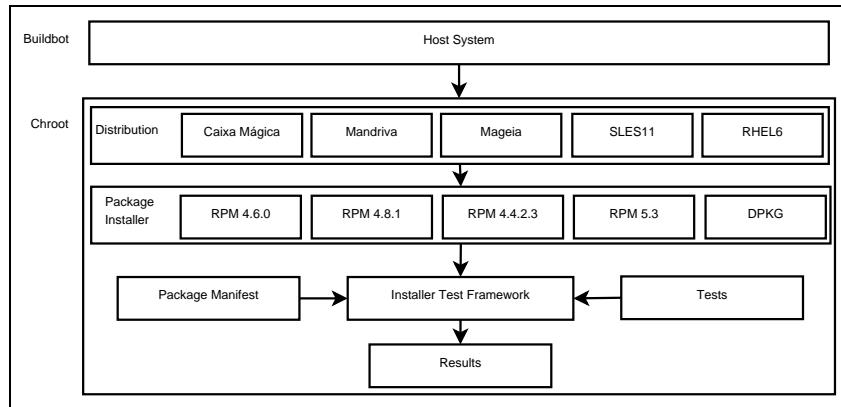 Buildbot
Host System
Chroot
Distribution
Caixa Mágica
Mandriva
Mageia
SLES11
RHEL6
Package
Installer
RPM 4.6.0
RPM 4.8.1
RPM 4.4.2.3
RPM 5.3
DPKG
Package Manifest
Installer Test Framework
Tests
Results